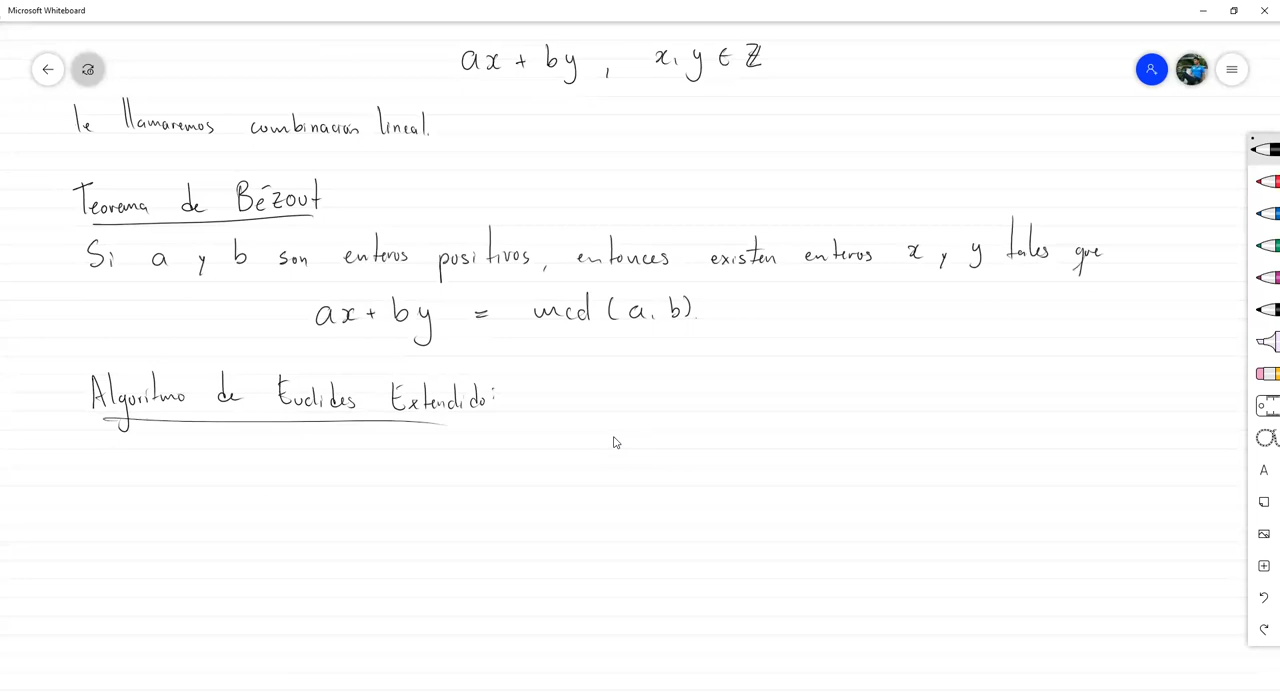 Microsoft Whiteboard
ax + by , x, y ∈ ℤ
le llamaremos combinación lineal.
Teorema de Bézout
Si a y b son enteros positivos, entonces existen enteros x, y tales que
ax + by = mcd (a, b).
Algoritmo de Euclides Extendido:
A